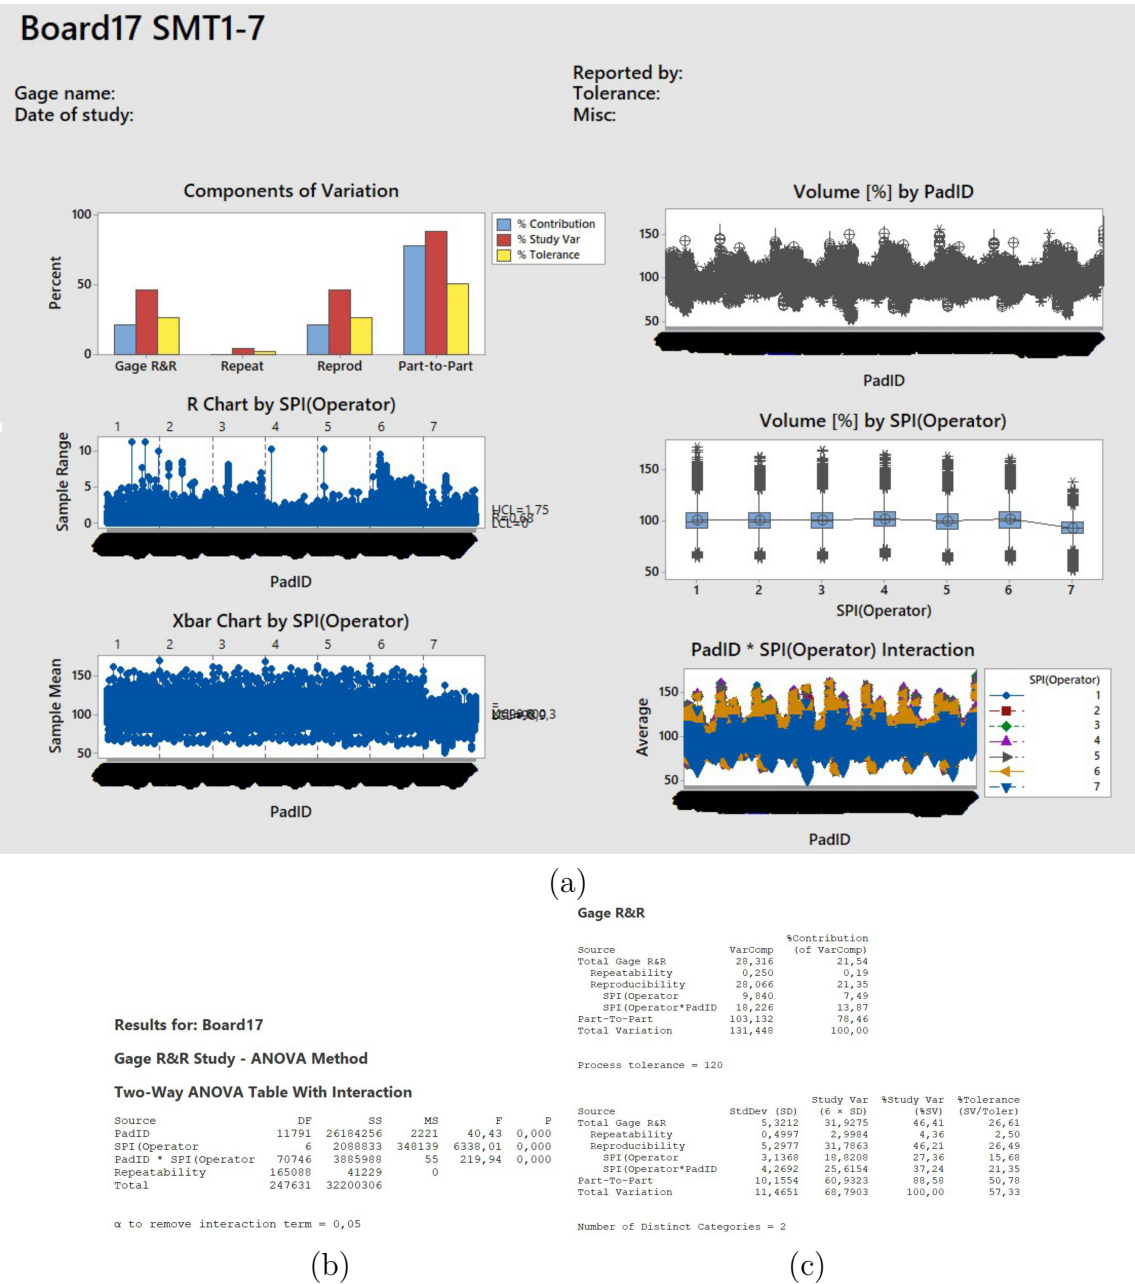 Board17 SMT1-7
Gage name:
Date of study:
Reported by:
Tolerance:
Misc:
Components of Variation
100
50
0
Percent
Gage R&R Repeat Reprod Part-to-Part
% Contribution
% Study Var
% Tolerance
R Chart by SPI(Operator)
1 2 3 4 5 6 7
Sample Range
10
5
0
UCL=1,75
LCL=0
PadID
Xbar Chart by SPI(Operator)
1 2 3 4 5 6 7
Sample Mean
150
100
50
PadID
Volume [%] by PadID
150
100
50
PadID
Volume [%] by SPI(Operator)
150
100
50
1 2 3 4 5 6 7
SPI(Operator)
PadID * SPI(Operator) Interaction
Average
150
100
50
PadID
SPI(Operator)
1
2
3
4
5
6
7
(a)
Results for: Board17
Gage R&R Study - ANOVA Method
Two-Way ANOVA Table With Interaction
Source DF SS MS F P
PadID 11791 26184256 2221 40,43 0,000
SPI(Operator 6 2088833 348139 6338,01 0,000
PadID * SPI(Operator 70746 3885988 55 219,94 0,000
Repeatability 165088 41229 0
Total 247631 32200306
α to remove interaction term = 0,05
(b)
Gage R&R
%Contribution
Source VarComp (of VarComp)
Total Gage R&R 28,316 21,54
Repeatability 0,250 0,19
Reproducibility 28,066 21,35
SPI(Operator 9,840 7,49
SPI(Operator*PadID 18,226 13,87
Part-To-Part 103,132 78,46
Total Variation 131,448 100,00
Process tolerance = 120
Study Var %Study Var %Tolerance
Source StdDev (SD) (6 × SD) (%SV) (SV/Toler)
Total Gage R&R 5,3212 31,9275 46,41 26,61
Repeatability 0,4997 2,9984 4,36 2,50
Reproducibility 5,2977 31,7863 46,21 26,49
SPI(Operator 3,1368 18,8208 27,36 15,68
SPI(Operator*PadID 4,2692 25,6154 37,24 21,35
Part-To-Part 10,1554 60,9323 88,58 50,78
Total Variation 11,4651 68,7903 100,00 57,33
Number of Distinct Categories = 2
(c)